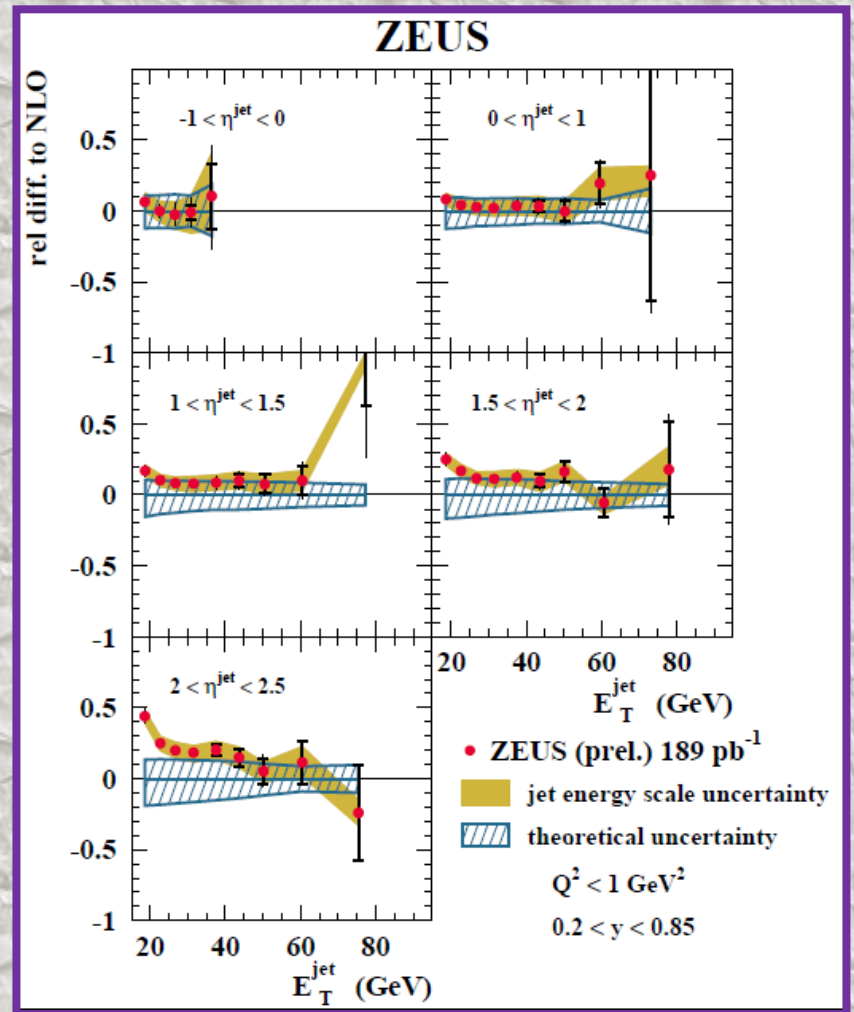 ZEUS
rel diff. to NLO
-1 < η^jet < 0
0 < η^jet < 1
0.5
0
-0.5
-1
1 < η^jet < 1.5
1.5 < η^jet < 2
0.5
0
-0.5
-1
20 40 60 80
E_T^jet (GeV)
2 < η^jet < 2.5
0.5
0
-0.5
-1
20 40 60 80
E_T^jet (GeV)
ZEUS (prel.) 189 pb^-1
jet energy scale uncertainty
theoretical uncertainty
Q^2 < 1 GeV^2
0.2 < y < 0.85